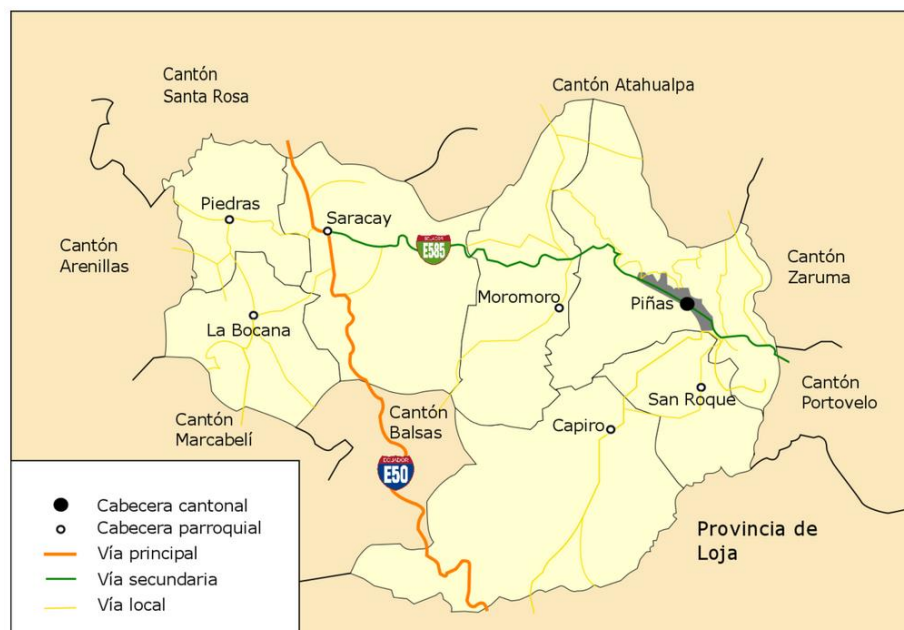 Cantón
Santa Rosa
Cantón Atahualpa
Piedras
Saracay
Cantón
Arenillas
ECUADOR
E585
Cantón
Zaruma
Moromoro
Piñas
La Bocana
Cantón
Portovelo
San Roque
Cantón
Marcabelí
Cantón
Balsas
Capiro
ECUADOR
E50
Provincia de
Loja
Cabecera cantonal
Cabecera parroquial
Vía principal
Vía secundaria
Vía local